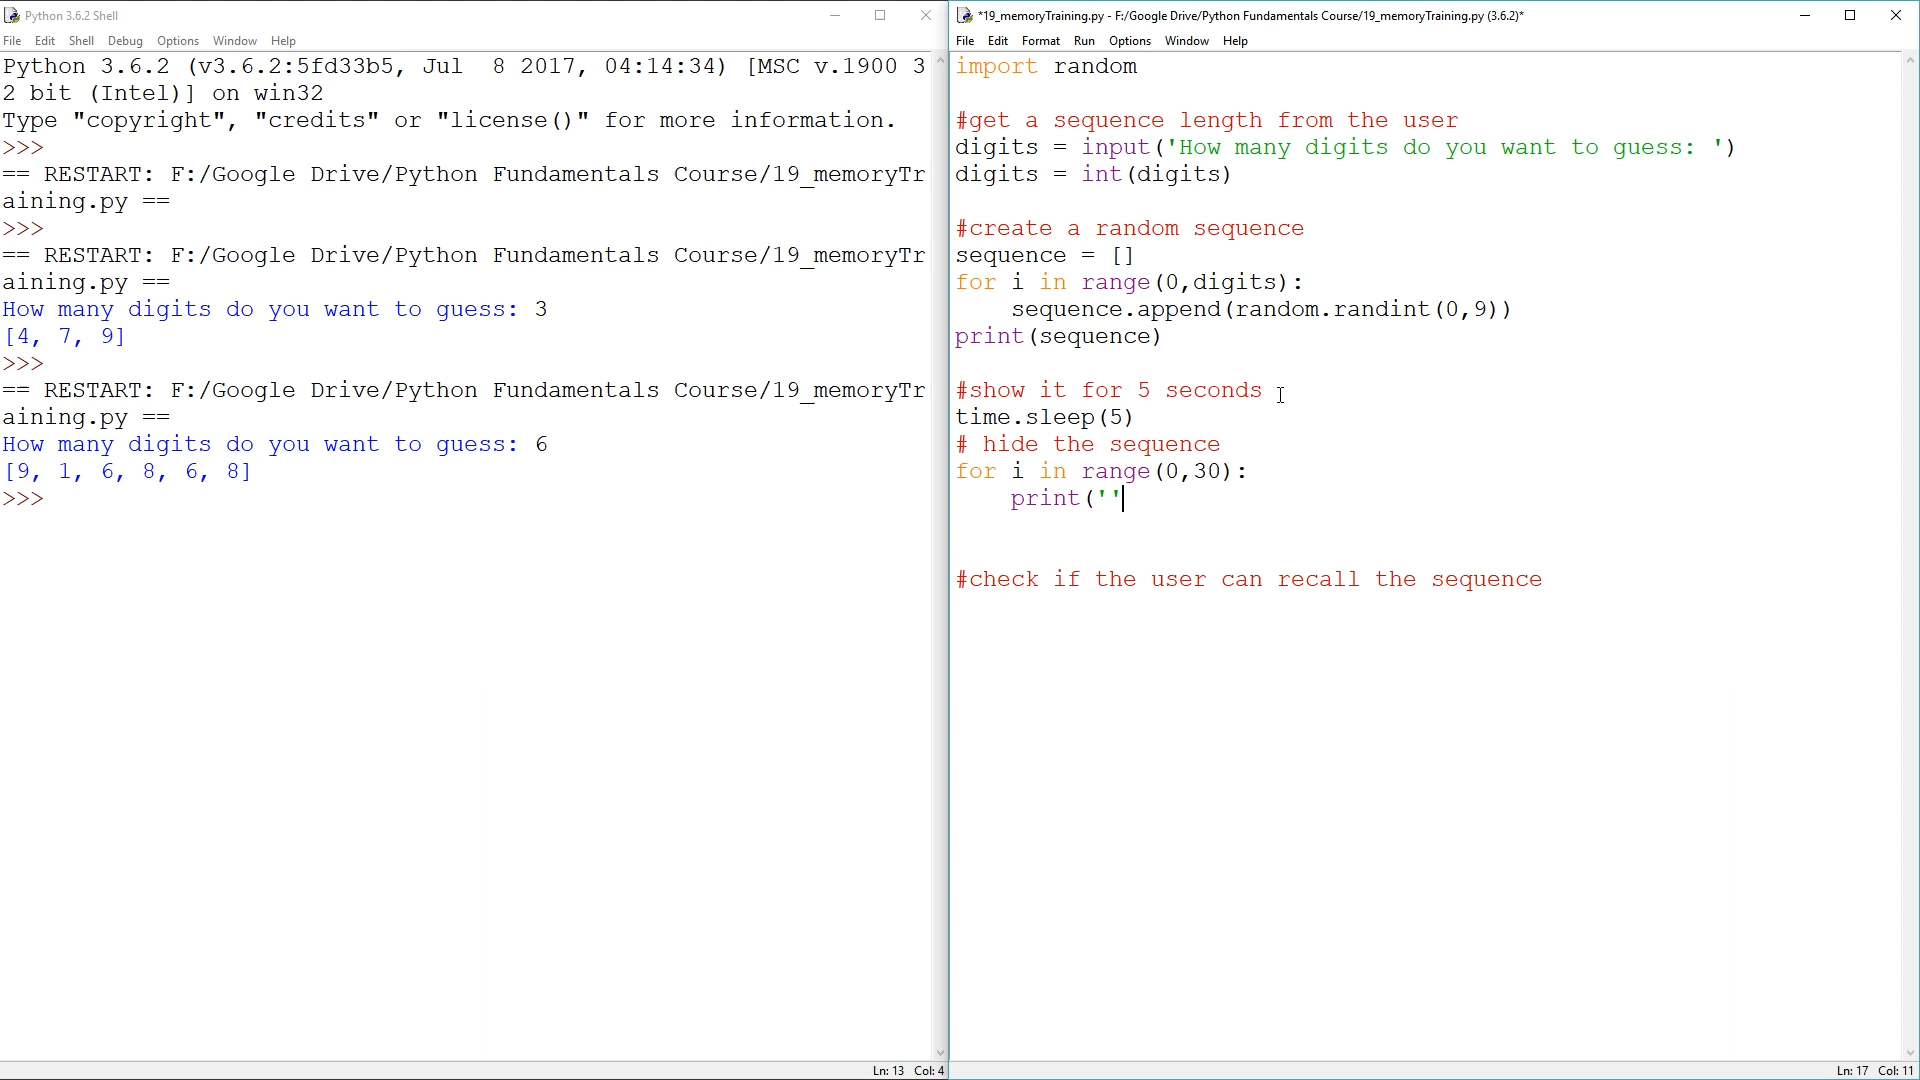 Python 3.6.2 Shell
File Edit Shell Debug Options Window Help
Python 3.6.2 (v3.6.2:5fd33b5, Jul  8 2017, 04:14:34) [MSC v.1900 3
2 bit (Intel)] on win32
Type "copyright", "credits" or "license()" for more information.
>>>
== RESTART: F:/Google Drive/Python Fundamentals Course/19_memoryTr
aining.py ==
>>>
== RESTART: F:/Google Drive/Python Fundamentals Course/19_memoryTr
aining.py ==
How many digits do you want to guess: 3
[4, 7, 9]
>>>
== RESTART: F:/Google Drive/Python Fundamentals Course/19_memoryTr
aining.py ==
How many digits do you want to guess: 6
[9, 1, 6, 8, 6, 8]
>>>
Ln: 13 Col: 4
*19_memoryTraining.py - F:/Google Drive/Python Fundamentals Course/19_memoryTraining.py (3.6.2)*
File Edit Format Run Options Window Help
import random
#get a sequence length from the user
digits = input('How many digits do you want to guess: ')
digits = int(digits)
#create a random sequence
sequence = []
for i in range(0,digits):
    sequence.append(random.randint(0,9))
print(sequence)
#show it for 5 seconds
time.sleep(5)
# hide the sequence
for i in range(0,30):
    print(''
#check if the user can recall the sequence
Ln: 17 Col: 11